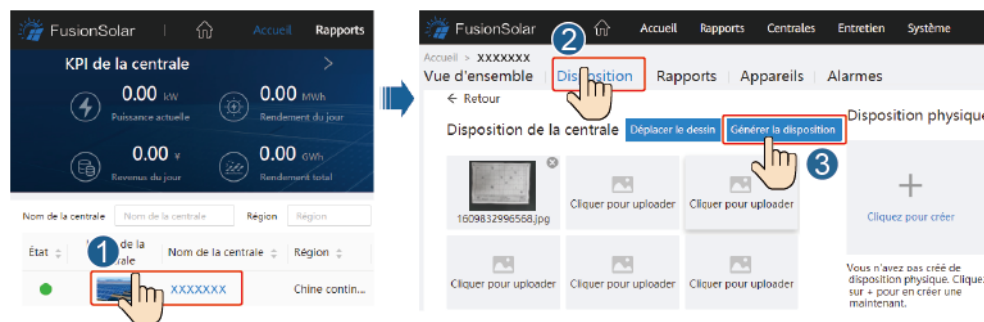 FusionSolar
Accueil
Rapports
KPI de la centrale
0.00 kW
Puissance actuelle
0.00 MWh
Rendement du jour
0.00 ¥
Revenus du jour
0.00 GWh
Rendement total
Nom de la centrale
Nom de la centrale
Région
Région
État
de la
rale
Nom de la centrale
Région
1
XXXXXXX
Chine contin...
FusionSolar
Accueil
Rapports
Centrales
Entretien
Système
2
Accueil > XXXXXXX
Vue d'ensemble
Disposition
Rapports
Appareils
Alarmes
← Retour
Disposition de la centrale
Déplacer le dessin
Générer la disposition
Disposition physique
3
1609832996568.jpg
Cliquer pour uploader
Cliquer pour uploader
Cliquez pour créer
Cliquer pour uploader
Cliquer pour uploader
Cliquer pour uploader
Vous n'avez pas créé de
disposition physique. Cliquez
sur + pour en créer une
maintenant.